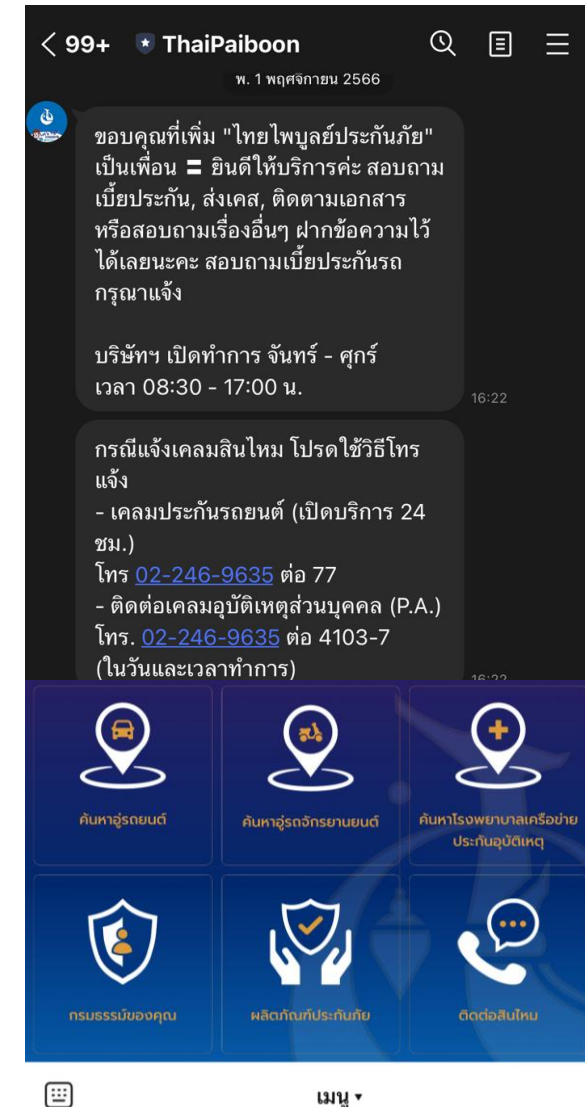 99+ ThaiPaiboon
พ. 1 พฤศจิกายน 2566
ขอบคุณที่เพิ่ม "ไทยไพบูลย์ประกันภัย"
เป็นเพื่อน 〓 ยินดีให้บริการค่ะ สอบถาม
เบี้ยประกัน, ส่งเคส, ติดตามเอกสาร
หรือสอบถามเรื่องอื่นๆ ฝากข้อความไว้
ได้เลยนะคะ สอบถามเบี้ยประกันรถ
กรุณาแจ้ง
บริษัทฯ เปิดทำการ จันทร์ - ศุกร์
เวลา 08:30 - 17:00 น.
16:22
กรณีแจ้งเคลมสินไหม โปรดใช้วิธีโทร
แจ้ง
- เคลมประกันรถยนต์ (เปิดบริการ 24
ชม.)
โทร 02-246-9635 ต่อ 77
- ติดต่อเคลมอุบัติเหตุส่วนบุคคล (P.A.)
โทร. 02-246-9635 ต่อ 4103-7
(ในวันและเวลาทำการ)
16:22
ค้นหาอู่รถยนต์
ค้นหาอู่รถจักรยานยนต์
ค้นหาโรงพยาบาลเครือข่าย
ประกันอุบัติเหตุ
กรมธรรม์ของคุณ
ผลิตภัณฑ์ประกันภัย
ติดต่อสินไหม
เมนู